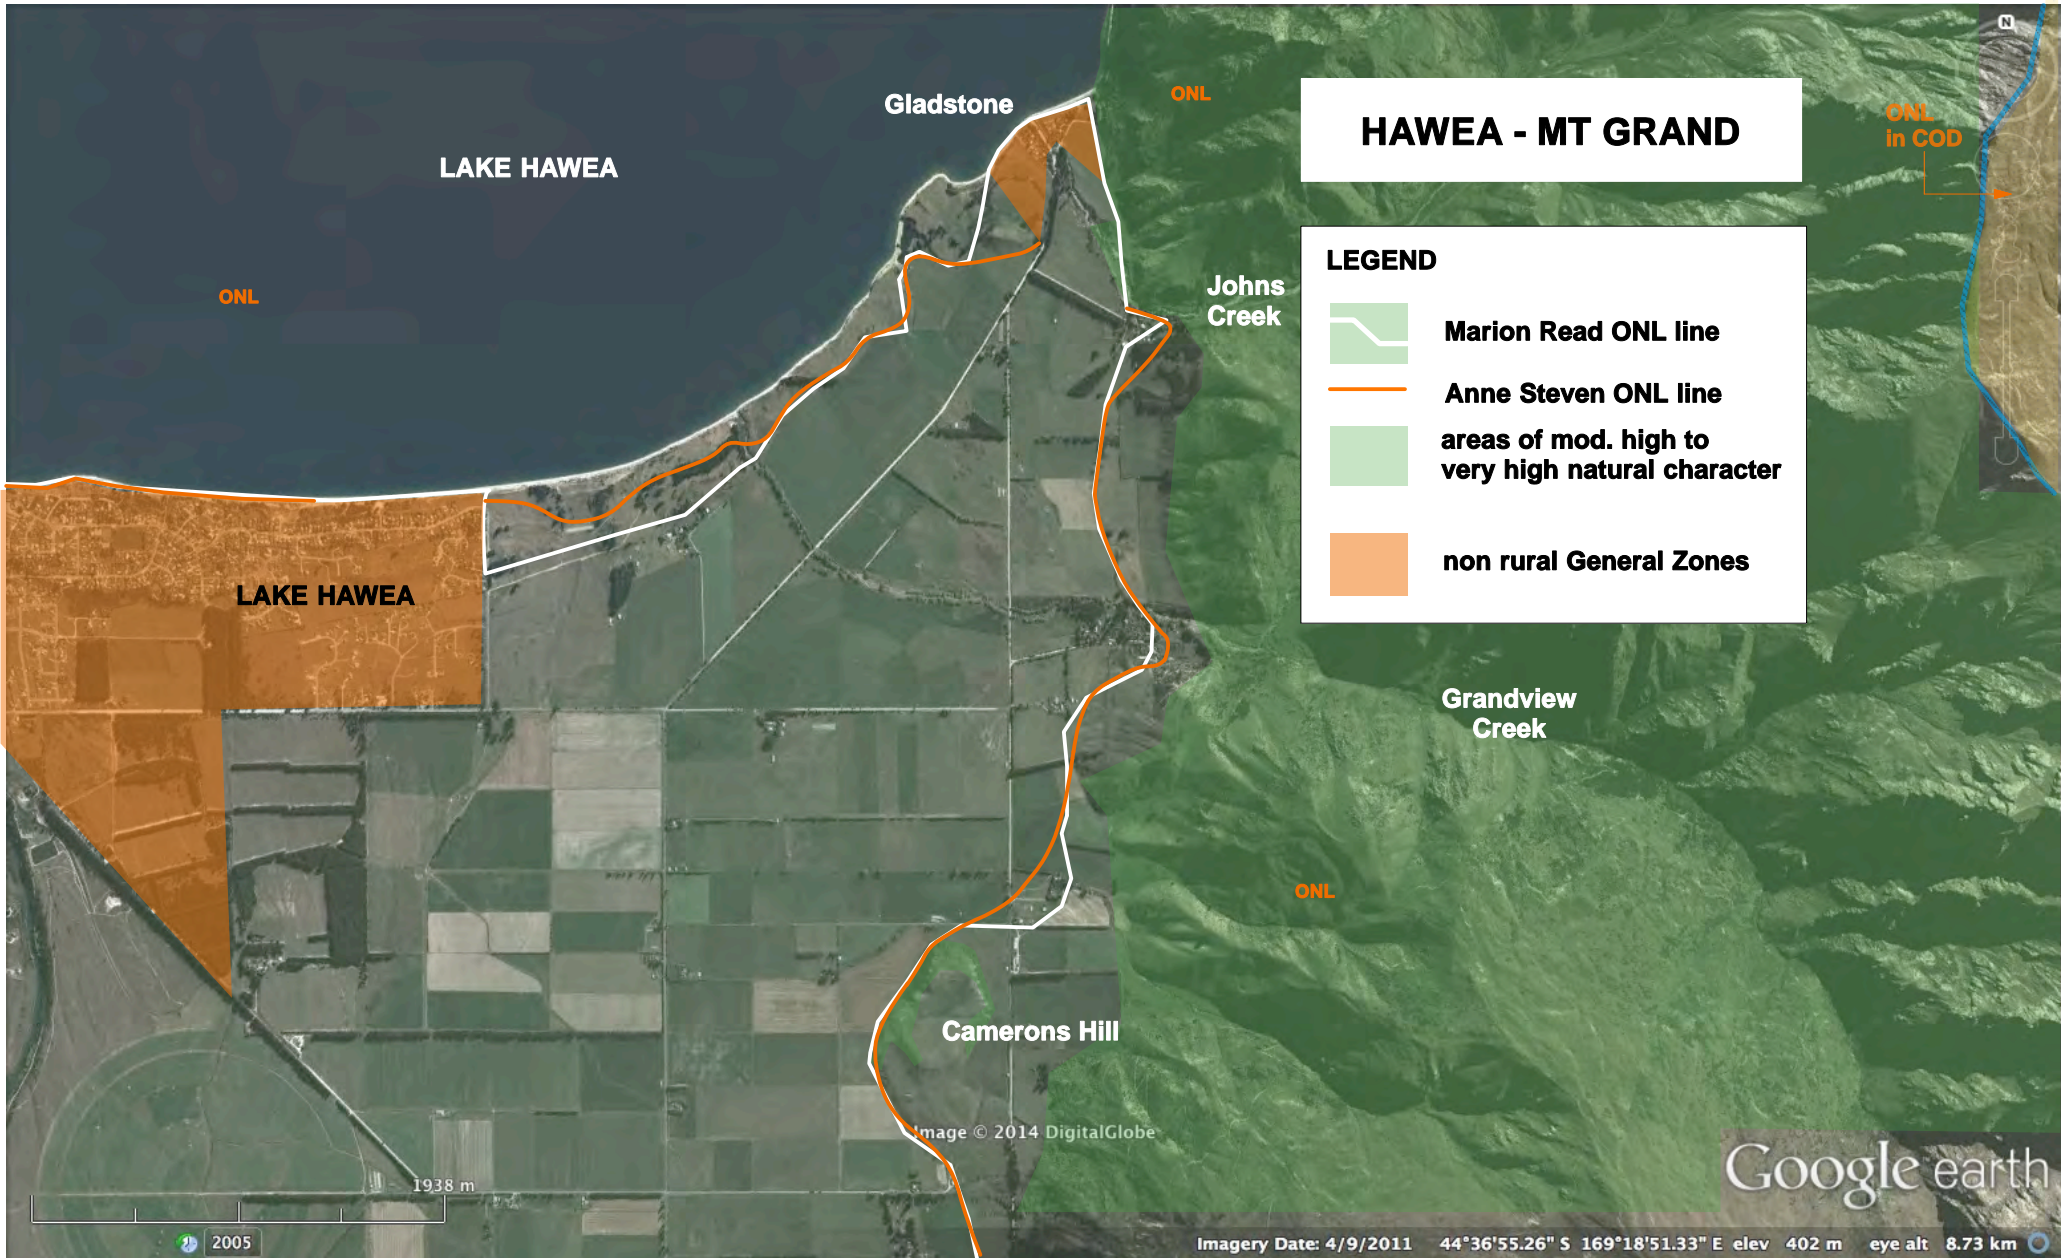 N
Gladstone
ONL
HAWEA - MT GRAND
ONL
in COD
LAKE HAWEA
LEGEND
Johns
Creek
ONL
Marion Read ONL line
Anne Steven ONL line
areas of mod. high to
very high natural character
non rural General Zones
LAKE HAWEA
Grandview
Creek
ONL
Camerons Hill
Image © 2014 DigitalGlobe
Google earth
1938 m
2005
Imagery Date: 4/9/2011 44°36'55.26" S 169°18'51.33" E elev 402 m eye alt 8.73 km